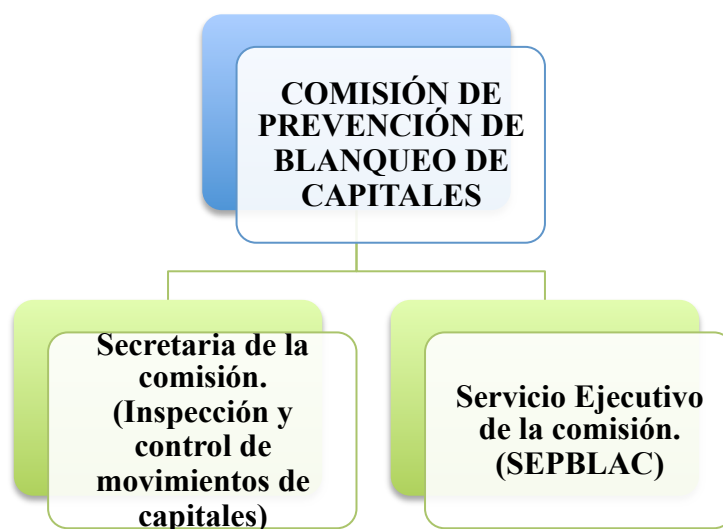 COMISIÓN DE
PREVENCIÓN DE
BLANQUEO DE
CAPITALES
Secretaria de la
comisión.
(Inspección y
control de
movimientos de
capitales)
Servicio Ejecutivo
de la comisión.
(SEPBLAC)